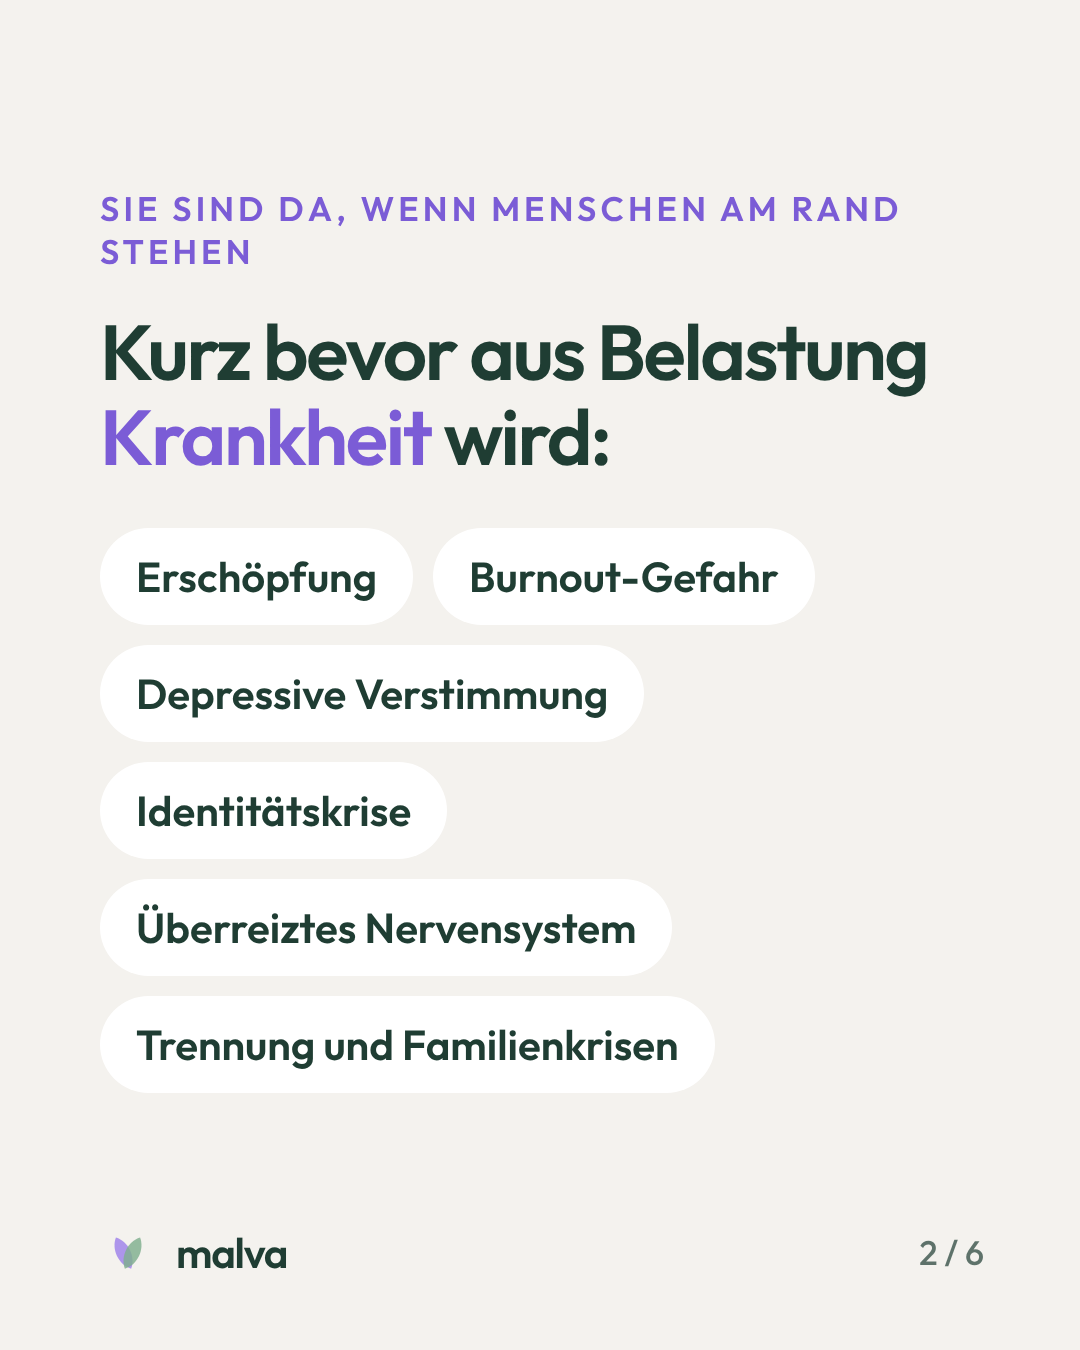 SIE SIND DA, WENN MENSCHEN AM RAND
STEHEN
Kurz bevor aus Belastung
Krankheit wird:
Erschöpfung
Burnout-Gefahr
Depressive Verstimmung
Identitätskrise
Überreiztes Nervensystem
Trennung und Familienkrisen
malva
2 / 6